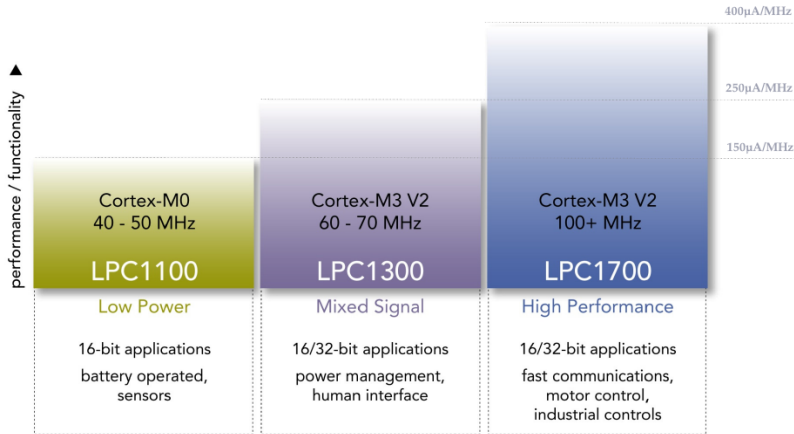 400µA/MHz
250µA/MHz
150µA/MHz
performance / functionality
Cortex-M0
40 - 50 MHz
LPC1100
Low Power
16-bit applications
battery operated,
sensors
Cortex-M3 V2
60 - 70 MHz
LPC1300
Mixed Signal
16/32-bit applications
power management,
human interface
Cortex-M3 V2
100+ MHz
LPC1700
High Performance
16/32-bit applications
fast communications,
motor control,
industrial controls